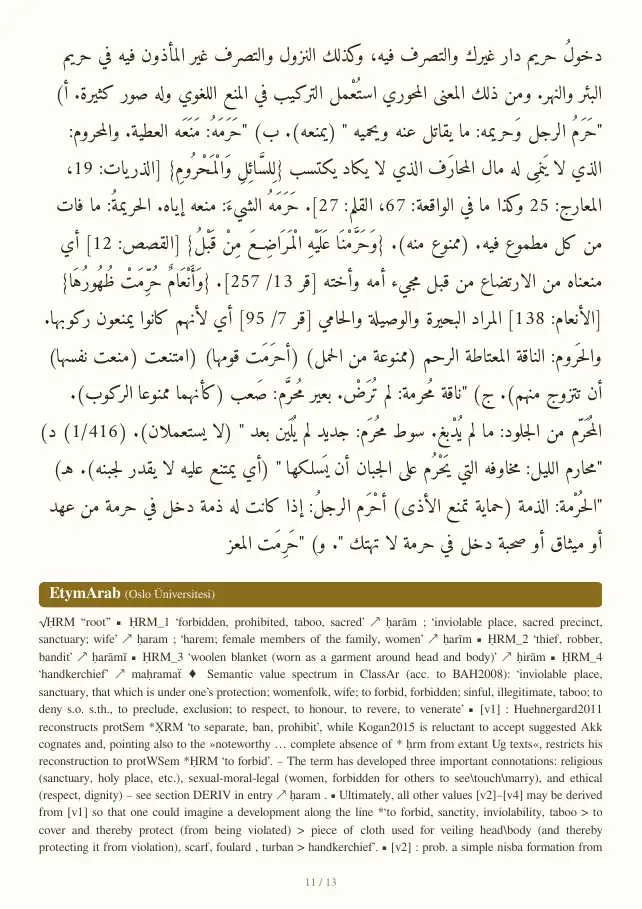 دخولُ حريم دار غيرك والتصرف فيه، وكذلك النزول والتصرف غير المأذون فيه في حريم
البئر والنهر. ومن ذلك المعنى المحوري استُعْمل التركيب في المنع اللغوي وله صور كثيرة. أ)
"حَرَمُ الرجل وَحريمه: ما يقاتل عنه ويحميه " (يمنعه). ب) "حَرَمَهُ: مَنَعَه العطية. والمحروم:
الذي لا يَنمِى له مال المحارَف الذي لا يكاد يكتسب {لِلسَّائِلِ وَالْمَحْرُومِ} [الذريات: 19،
المعارج: 25 وكذا ما في الواقعة: 67، القلم: 27]. حَرَمَهُ الشيءَ: منعه إياه. الحريمةُ: ما فات
من كل مطموع فيه. (ممنوع منه). {وَحَرَّمْنَا عَلَيْهِ الْمَرَاضِعَ مِنْ قَبْلُ} [القصص: 12] أي
منعناه من الارتضاع من قبل مجيء أمه وأخته [قر 13/ 257]. {وَأَنْعَامٌ حُرِّمَتْ ظُهُورُهَا}
[الأنعام: 138] المراد البحيرة والوصيلة والحامي [قر 7/ 95] أي لأنهم كانوا يمنعون ركوبها.
والحَروم: الناقة المعتاطة الرحم (ممنوعة من الحمل) (أحرَمَت قومها) (امتنعت (منعت نفسها)
أن تتزوج منهم). ج) "ناقة مُحرمة: لم تُرَضْ. بعير مُحرَّم: صَعب (كأنهما ممنوعا الركوب).
المُحَرّم من الجلود: ما لم يُدْبغ. سوط مُحرَم: جديد لم يُلَين بعد " (لا يستعملان). (1/416) د)
"محارم الليل: مخاوفه التي يَحْرُم على الجبان أن يَسلكها " (أي يمتنع عليه لا يقدر لجبنه). هـ)
"الحُرْمة: الذمة (حماية تمنع الأذى) أحْرَم الرجلُ: إذا كانت له ذمة دخل في حرمة من عهد
أو ميثاق أو صحبة دخل في حرمة لا تهتك ". و) "حَرِمَت المعز
EtymArab (Oslo Üniversitesi)
√ḤRM “root” ▪ ḤRM_1 ‘forbidden, prohibited, taboo, sacred’ ↗ ḥarām ; ‘inviolable place, sacred precinct,
sanctuary; wife’ ↗ ḥaram ; ‘harem; female members of the family, women’ ↗ ḥarīm ▪ ḤRM_2 ‘thief, robber,
bandit’ ↗ ḥarāmī ▪ ḤRM_3 ‘woolen blanket (worn as a garment around head and body)’ ↗ ḥirām ▪ ḤRM_4
‘handkerchief’ ↗ maḥramaẗ ♦ Semantic value spectrum in ClassAr (acc. to BAH2008): ‘inviolable place,
sanctuary, that which is under one’s protection; womenfolk, wife; to forbid, forbidden; sinful, illegitimate, taboo; to
deny s.o. s.th., to preclude, exclusion; to respect, to honour, to revere, to venerate’ ▪ [v1] : Huehnergard2011
reconstructs protSem *ḤRM ‘to separate, ban, prohibit’, while Kogan2015 is reluctant to accept suggested Akk
cognates and, pointing also to the »noteworthy … complete absence of * ḥrm from extant Ug texts«, restricts his
reconstruction to protWSem *ḤRM ‘to forbid’. – The term has developed three important connotations: religious
(sanctuary, holy place, etc.), sexual-moral-legal (women, forbidden for others to see\touch\marry), and ethical
(respect, dignity) – see section DERIV in entry ↗ ḥaram . ▪ Ultimately, all other values [v2]–[v4] may be derived
from [v1] so that one could imagine a development along the line *‘to forbid, sanctity, inviolability, taboo > to
cover and thereby protect (from being violated) > piece of cloth used for veiling head\body (and thereby
protecting it from violation), scarf, foulard , turban > handkerchief’. ▪ [v2] : prob. a simple nisba formation from
11 / 13